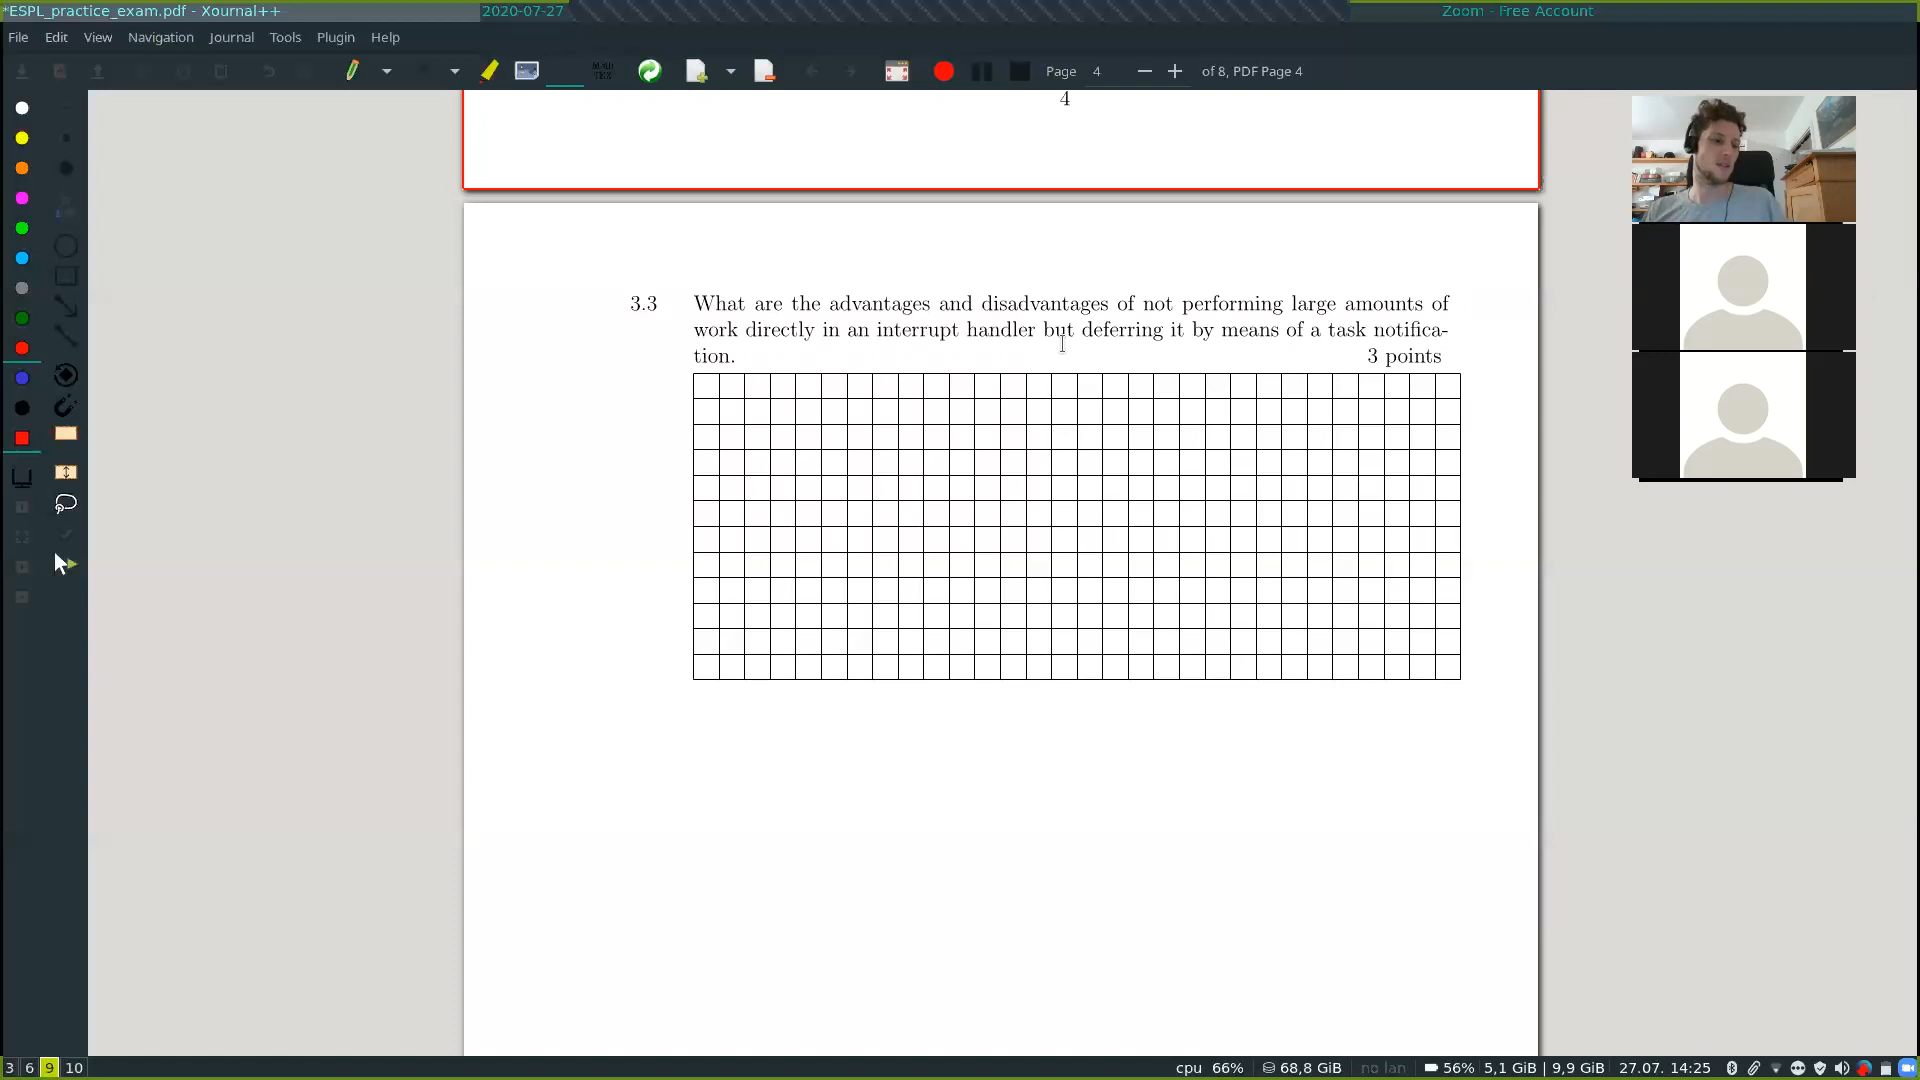 *ESPL_practice_exam.pdf - Xournal++
2020-07-27
Zoom - Free Account
File Edit View Navigation Journal Tools Plugin Help
Page 4 of 8, PDF Page 4
4
3.3 What are the advantages and disadvantages of not performing large amounts of
work directly in an interrupt handler but deferring it by means of a task notifica-
tion. 3 points
3 6 9 10
cpu 66% 68,8 GiB no lan 56% 5,1 GiB | 9,9 GiB 27.07. 14:25